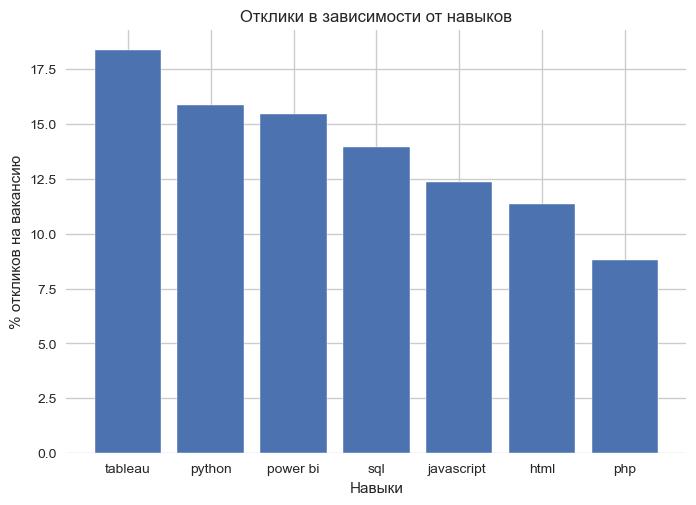 Отклики в зависимости от навыков
% откликов на вакансию
17.5
15.0
12.5
10.0
7.5
5.0
2.5
0.0
tableau python power bi sql javascript html php
Навыки